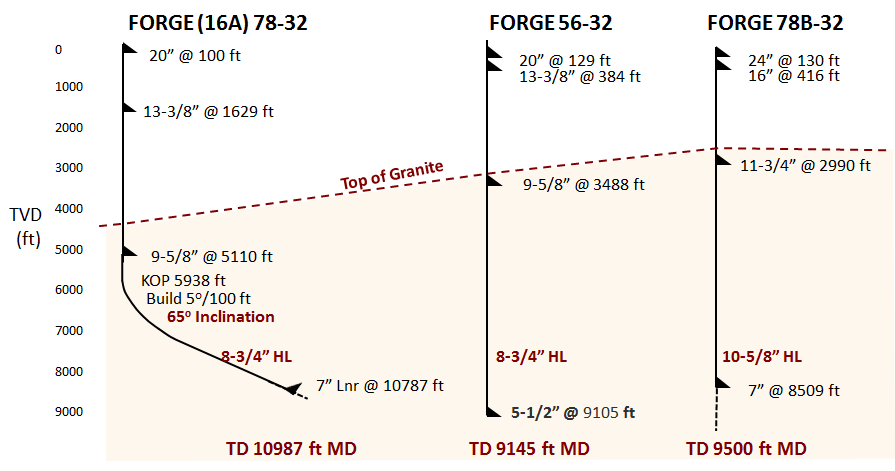 FORGE (16A) 78-32
FORGE 56-32
FORGE 78B-32
0
1000
2000
3000
4000
5000
6000
7000
8000
9000
TVD
(ft)
20” @ 100 ft
13-3/8” @ 1629 ft
9-5/8” @ 5110 ft
KOP 5938 ft
Build 5º/100 ft
65º Inclination
8-3/4” HL
7” Lnr @ 10787 ft
TD 10987 ft MD
Top of Granite
20” @ 129 ft
13-3/8” @ 384 ft
9-5/8” @ 3488 ft
8-3/4” HL
5-1/2” @ 9105 ft
TD 9145 ft MD
24” @ 130 ft
16” @ 416 ft
11-3/4” @ 2990 ft
10-5/8” HL
7” @ 8509 ft
TD 9500 ft MD